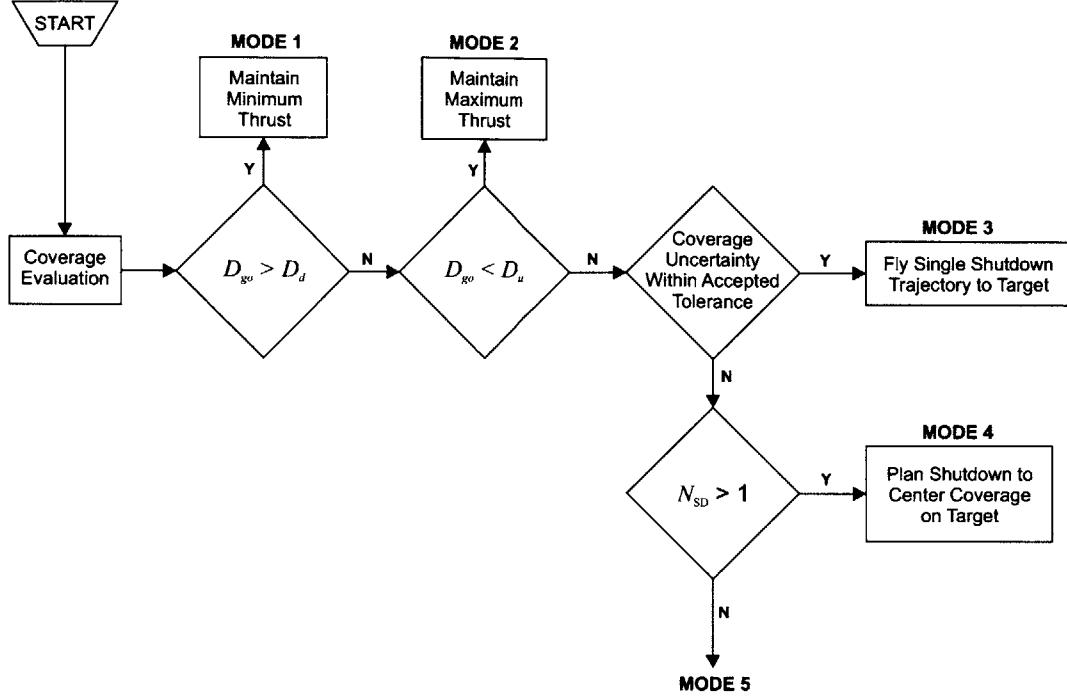 START
MODE 1
Maintain
Minimum
Thrust
MODE 2
Maintain
Maximum
Thrust
Y
Y
Coverage
Evaluation
D_go > D_d
N
D_go < D_u
N
Coverage
Uncertainty
Within Accepted
Tolerance
Y
MODE 3
Fly Single Shutdown
Trajectory to Target
N
N_SD > 1
Y
MODE 4
Plan Shutdown to
Center Coverage
on Target
N
MODE 5